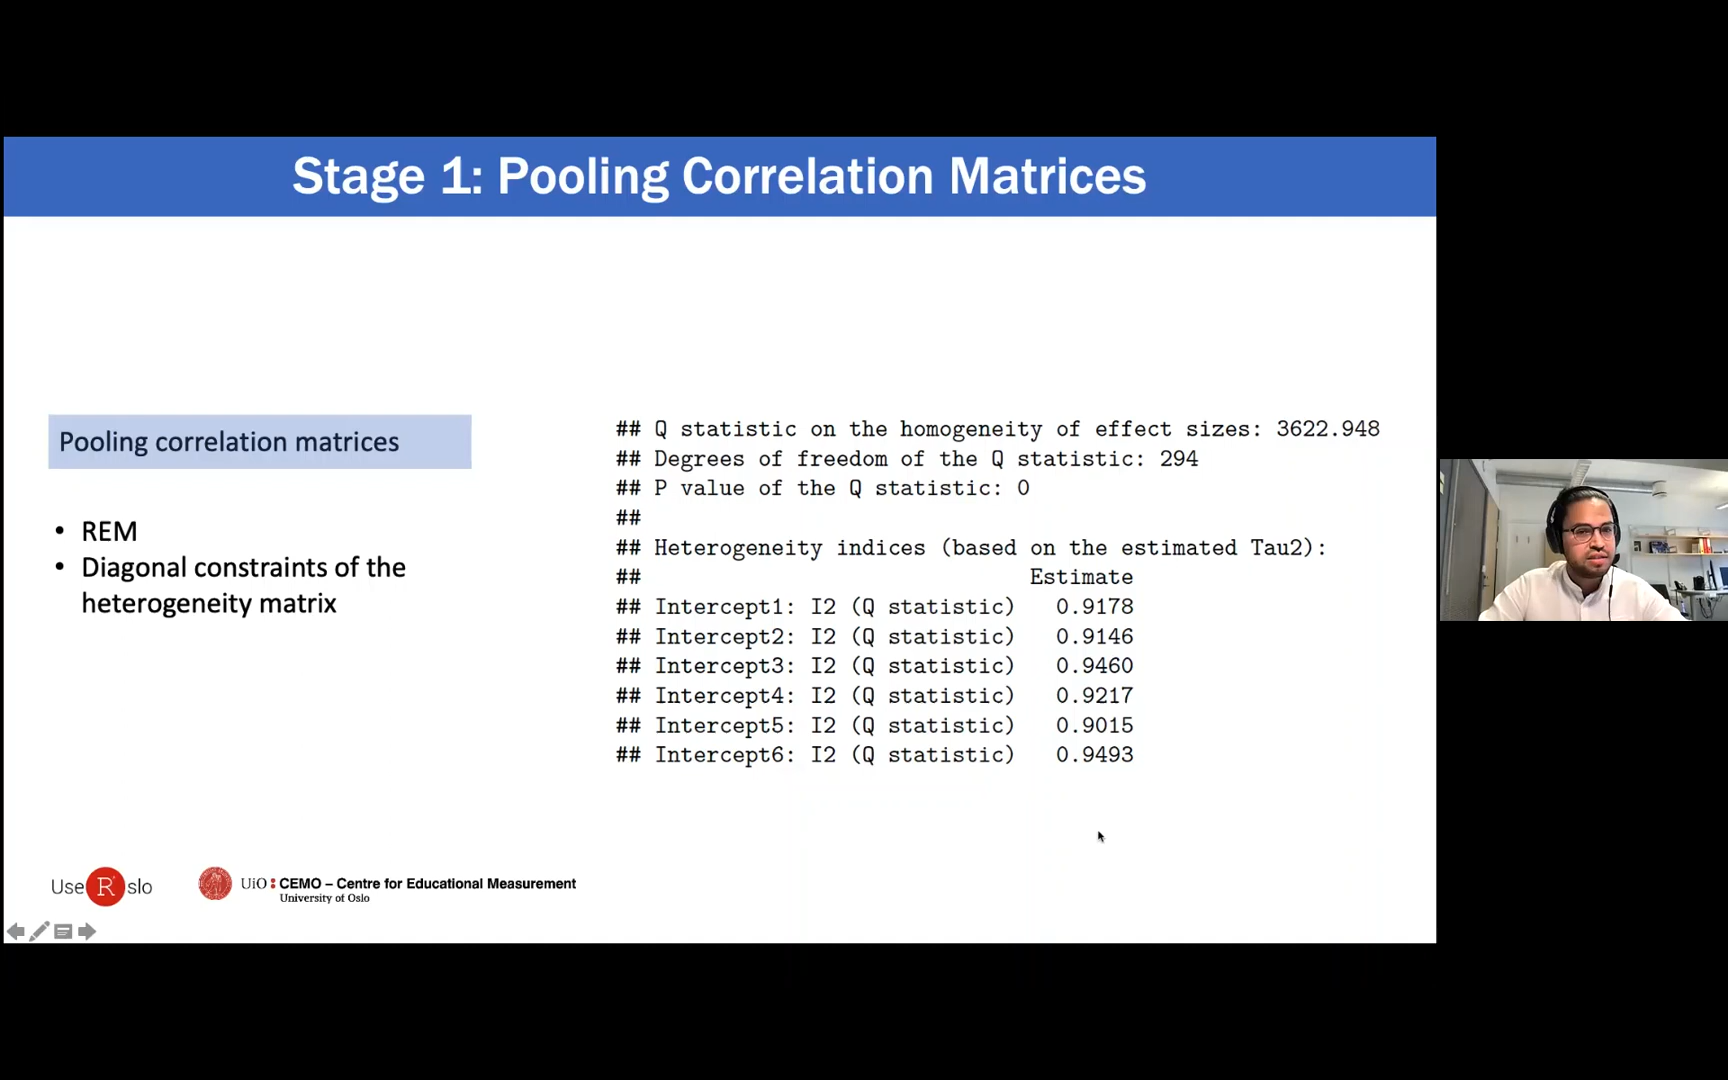 Stage 1: Pooling Correlation Matrices
Pooling correlation matrices
• REM
• Diagonal constraints of the
heterogeneity matrix
## Q statistic on the homogeneity of effect sizes: 3622.948
## Degrees of freedom of the Q statistic: 294
## P value of the Q statistic: 0
##
## Heterogeneity indices (based on the estimated Tau2):
## Estimate
## Intercept1: I2 (Q statistic) 0.9178
## Intercept2: I2 (Q statistic) 0.9146
## Intercept3: I2 (Q statistic) 0.9460
## Intercept4: I2 (Q statistic) 0.9217
## Intercept5: I2 (Q statistic) 0.9015
## Intercept6: I2 (Q statistic) 0.9493
Use R slo
UiO: CEMO – Centre for Educational Measurement
University of Oslo